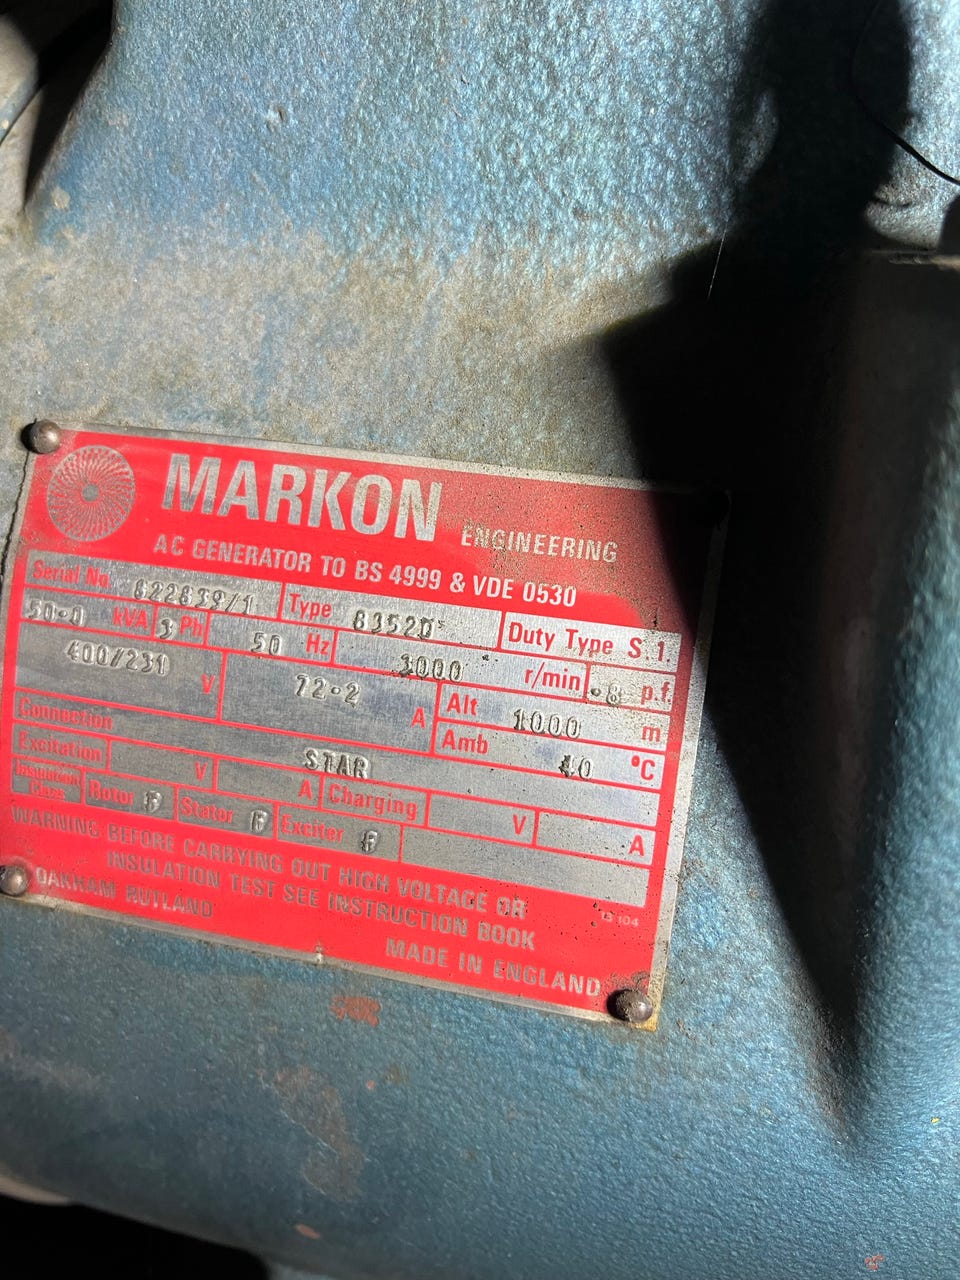 MARKON ENGINEERING
AC GENERATOR TO BS 4999 & VDE 0530
Serial No. 822839/1 Type 83520 Duty Type S 1.
50·0 kVA 3 Ph 50 Hz 3000 r/min ·8 p.f.
400/231 V 72·2 A Alt 1000 m
Amb 40 °C
Connection STAR
Excitation V A Charging V A
Insulation Class Rotor F Stator F Exciter F
WARNING BEFORE CARRYING OUT HIGH VOLTAGE OR
INSULATION TEST SEE INSTRUCTION BOOK
OAKHAM RUTLAND
MADE IN ENGLAND